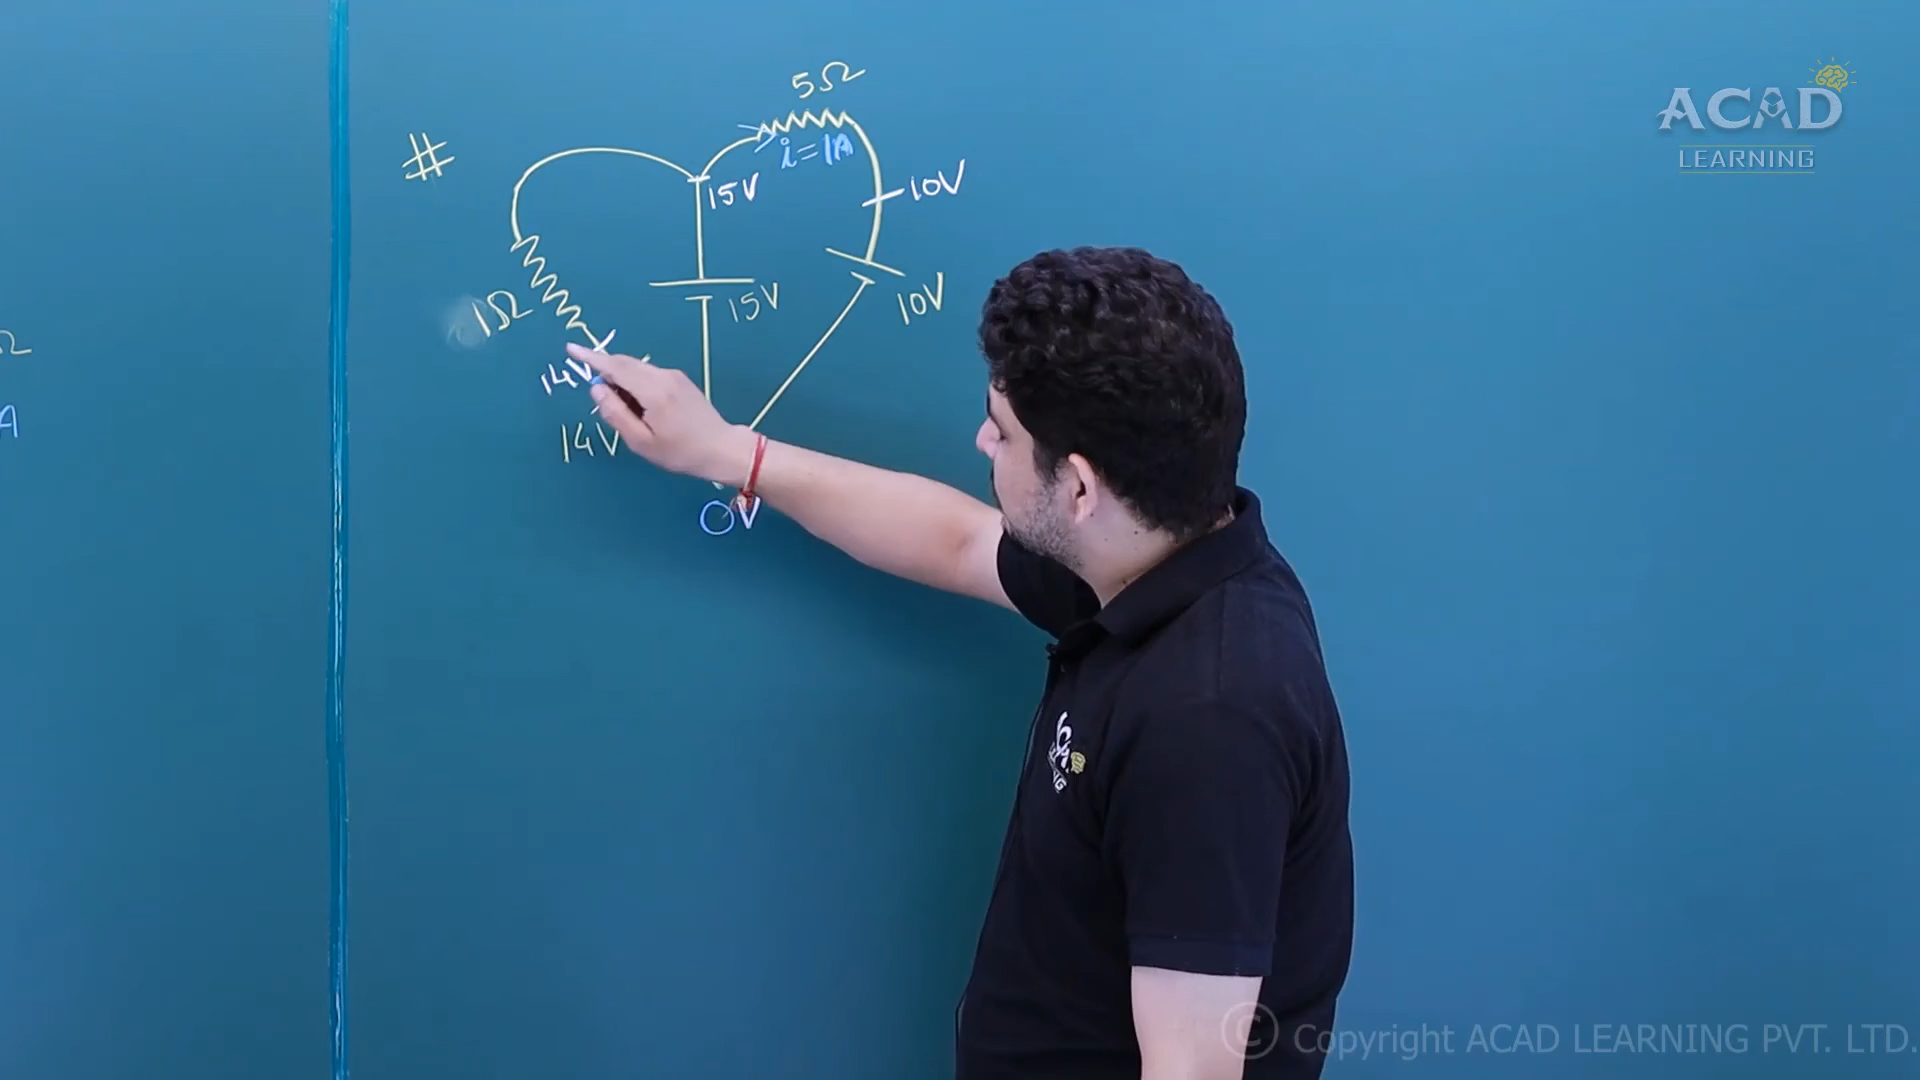 ACAD
LEARNING
#
5Ω
i=1A
15V
10V
15V
10V
1Ω
14V
14V
0V
Ω
A
© Copyright ACAD LEARNING PVT. LTD.